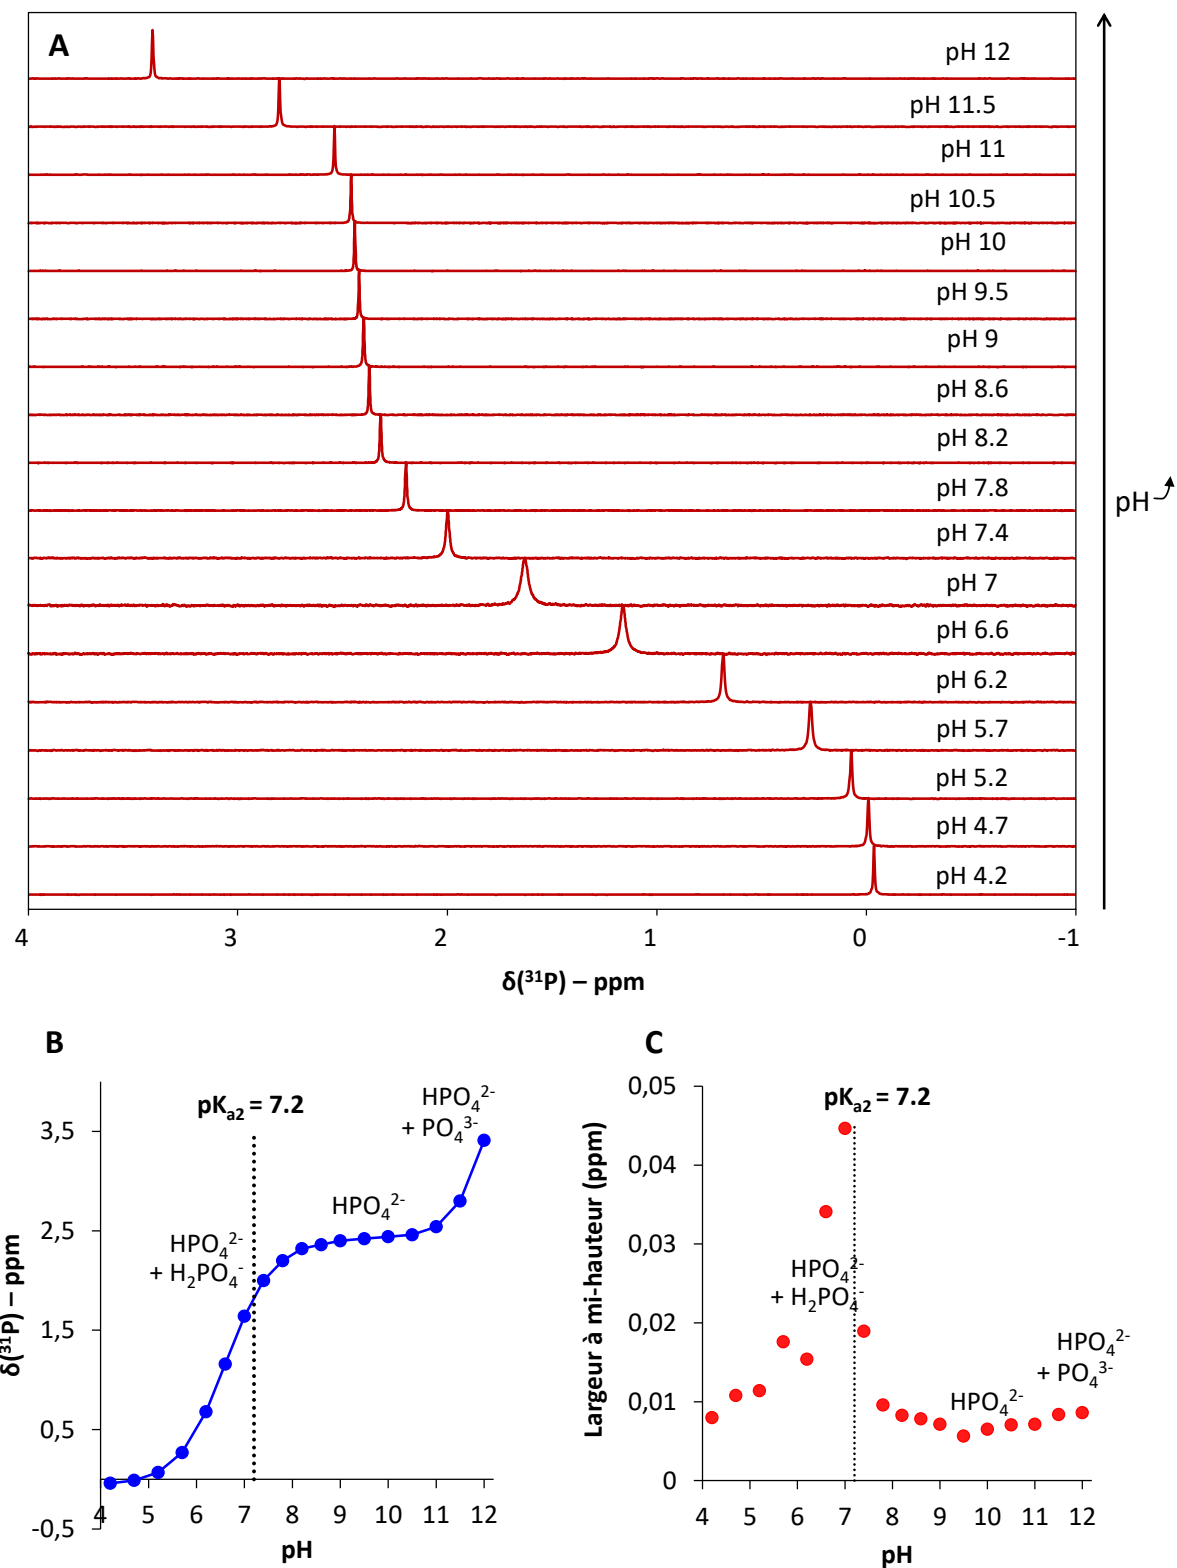 A
pH 12
pH 11.5
pH 11
pH 10.5
pH 10
pH 9.5
pH 9
pH 8.6
pH 8.2
pH 7.8
pH 7.4
pH 7
pH 6.6
pH 6.2
pH 5.7
pH 5.2
pH 4.7
pH 4.2
pH
4 3 2 1 0 -1
δ(³¹P) – ppm
B
pKₐ₂ = 7.2
HPO₄²⁻
+ PO₄³⁻
HPO₄²⁻
HPO₄²⁻
+ H₂PO₄⁻
3,5
2,5
1,5
0,5
-0,5
δ(³¹P) – ppm
4 5 6 7 8 9 10 11 12
pH
C
pKₐ₂ = 7.2
0,05
0,04
0,03
0,02
0,01
0
Largeur à mi-hauteur (ppm)
HPO₄²⁻
+ H₂PO₄⁻
HPO₄²⁻
+ PO₄³⁻
HPO₄²⁻
4 5 6 7 8 9 10 11 12
pH